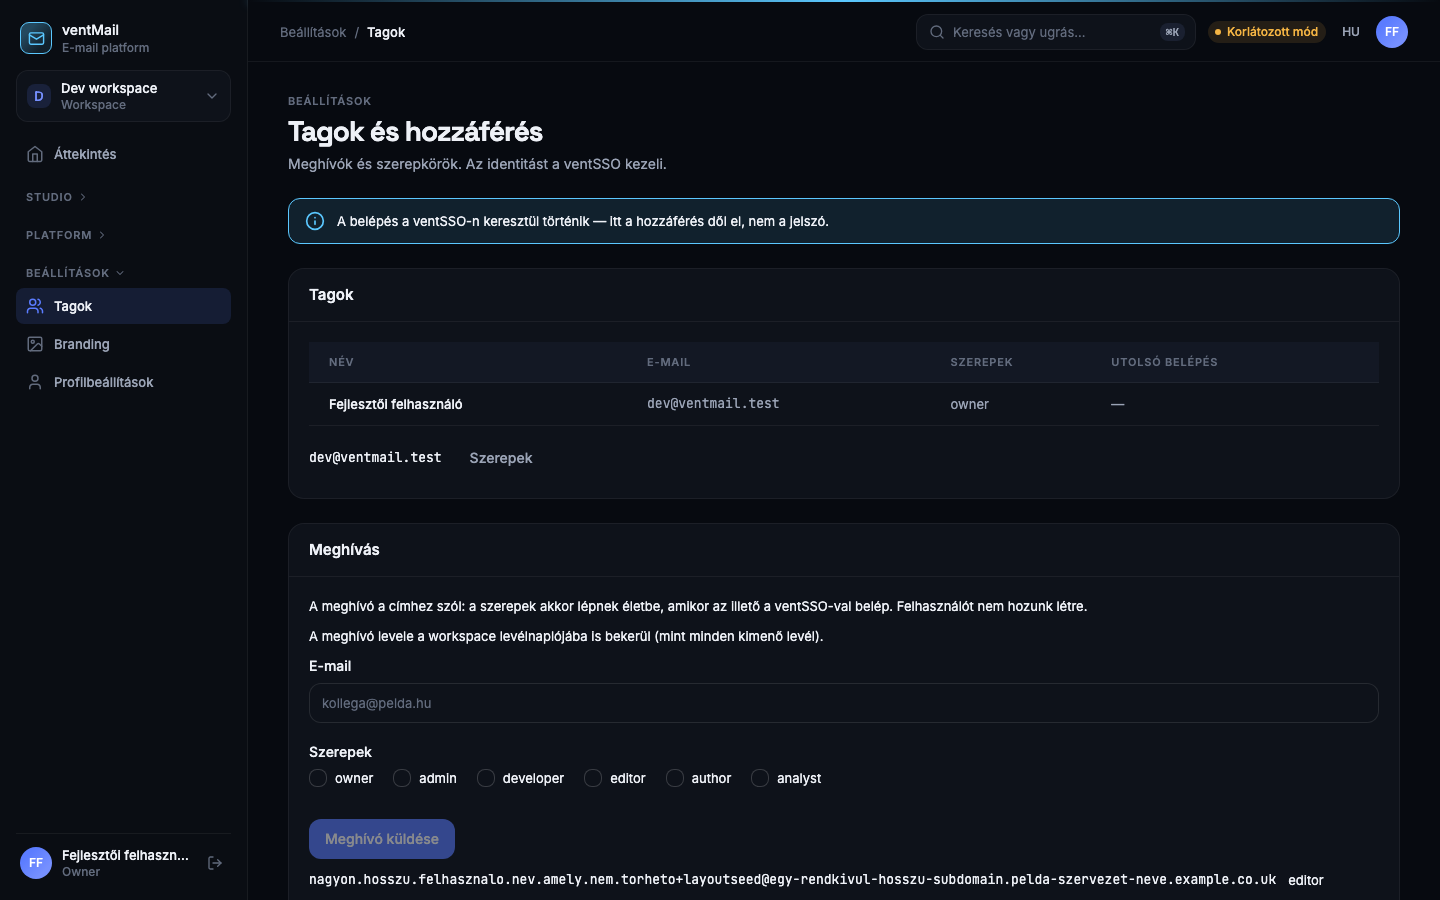 ventMail
E-mail platform
D
Dev workspace
Workspace
Áttekintés
STUDIO
PLATFORM
BEÁLLÍTÁSOK
Tagok
Branding
Profilbeállítások
FF
Fejlesztői felhaszn...
Owner
Beállítások / Tagok
Keresés vagy ugrás...
⌘K
Korlátozott mód
HU
FF
BEÁLLÍTÁSOK
Tagok és hozzáférés
Meghívók és szerepkörök. Az identitást a ventSSO kezeli.
A belépés a ventSSO-n keresztül történik — itt a hozzáférés dől el, nem a jelszó.
Tagok
NÉV E-MAIL SZEREPEK UTOLSÓ BELÉPÉS
Fejlesztői felhasználó dev@ventmail.test owner —
dev@ventmail.test Szerepek
Meghívás
A meghívó a címhez szól: a szerepek akkor lépnek életbe, amikor az illető a ventSSO-val belép. Felhasználót nem hozunk létre.
A meghívó levele a workspace levélnaplójába is bekerül (mint minden kimenő levél).
E-mail
kollega@pelda.hu
Szerepek
owner admin developer editor author analyst
Meghívó küldése
nagyon.hosszu.felhasznalo.nev.amely.nem.torheto+layoutseed@egy-rendkivul-hosszu-subdomain.pelda-szervezet-neve.example.co.uk editor